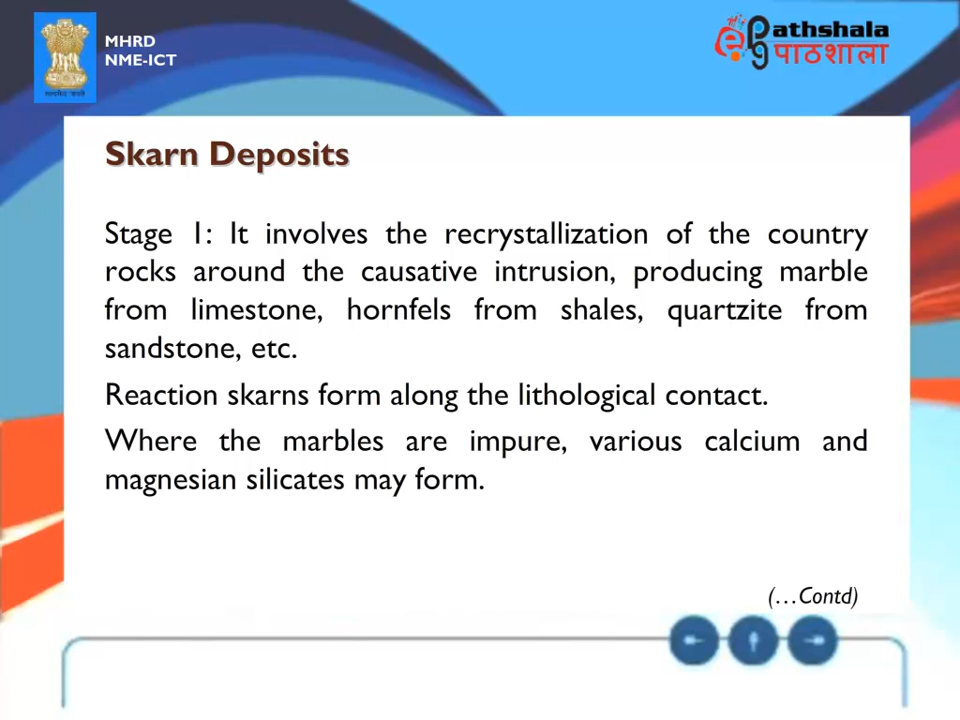 MHRD
NME-ICT
epg Pathshala
पाठशाला
Skarn Deposits
Stage 1: It involves the recrystallization of the country
rocks around the causative intrusion, producing marble
from limestone, hornfels from shales, quartzite from
sandstone, etc.
Reaction skarns form along the lithological contact.
Where the marbles are impure, various calcium and
magnesian silicates may form.
(…Contd)